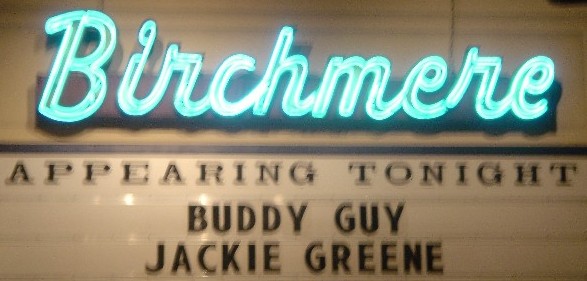 Birchmere
APPEARING TONIGHT
BUDDY GUY
JACKIE GREENE